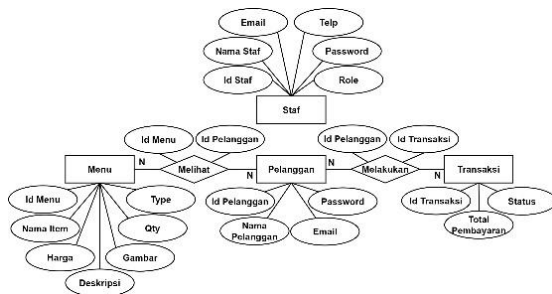 Email
Telp
Nama Staf
Password
Id Staf
Role
Staf
Id Menu
Id Pelanggan
Id Pelanggan
Id Transaksi
Menu
N
Melihat
N
Pelanggan
N
Melakukan
N
Transaksi
Id Menu
Type
Id Pelanggan
Password
Id Transaksi
Status
Nama Item
Qty
Nama
Pelanggan
Email
Total
Pembayaran
Harga
Gambar
Deskripsi